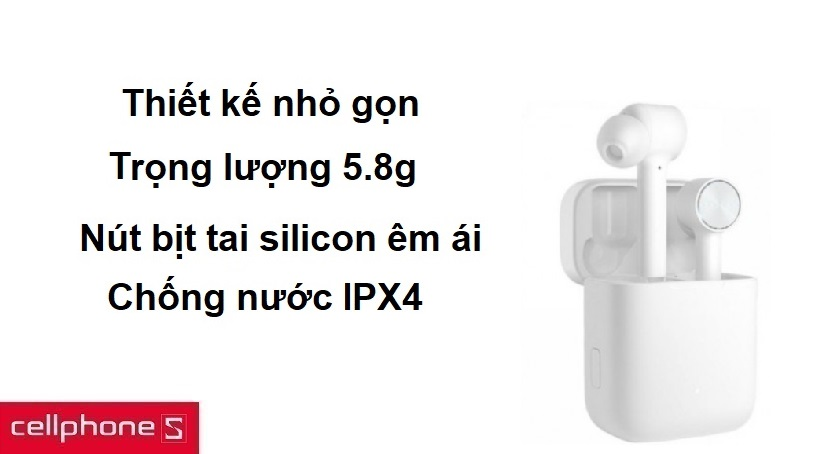 Thiết kế nhỏ gọn
Trọng lượng 5.8g
Nút bịt tai silicon êm ái
Chống nước IPX4
cellphone S